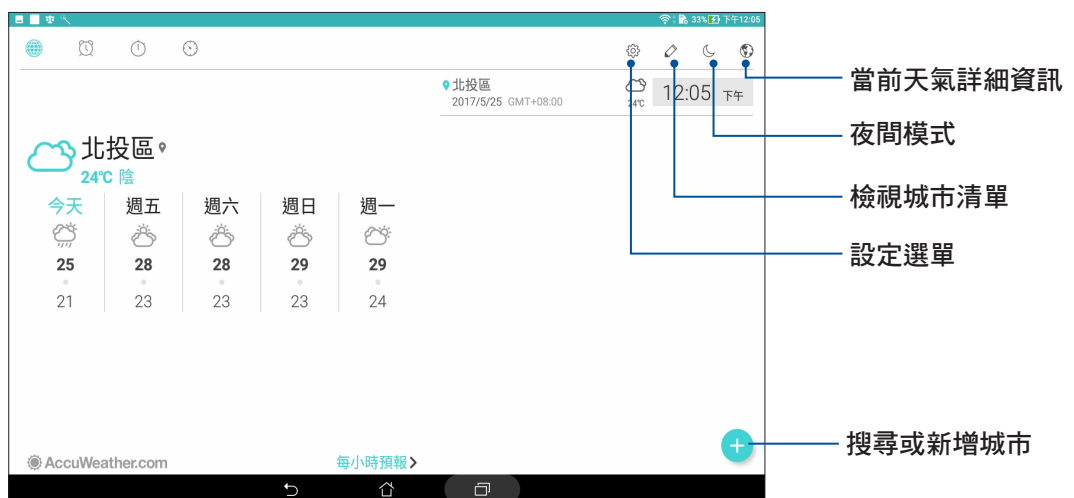 33% 下午12:05
北投區
2017/5/25 GMT+08:00
24℃
12:05 下午
北投區
24℃ 陰
今天 週五 週六 週日 週一
25 28 28 29 29
21 23 23 23 24
AccuWeather.com
每小時預報
當前天氣詳細資訊
夜間模式
檢視城市清單
設定選單
搜尋或新增城市